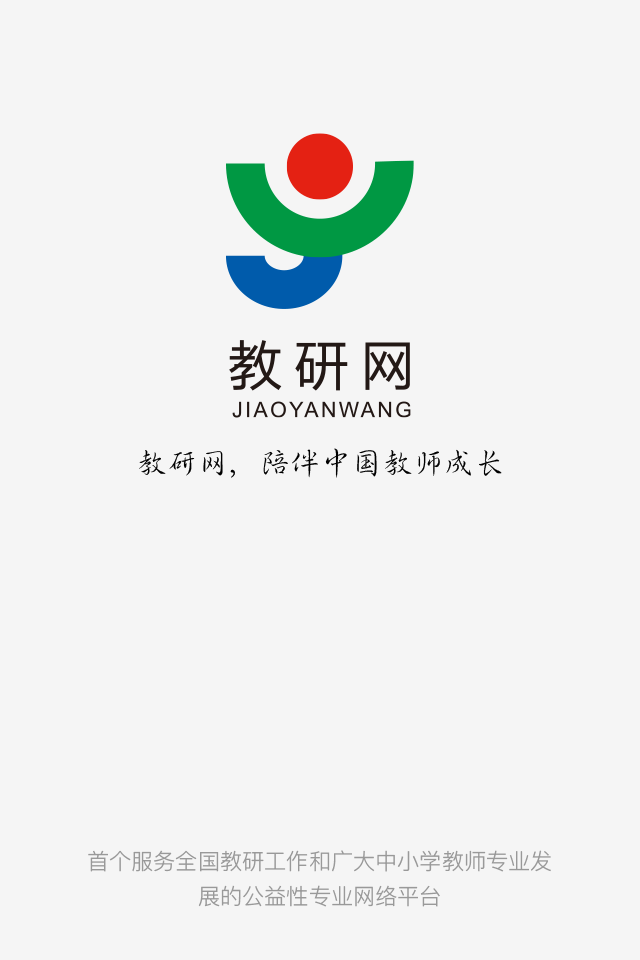 教研网
JIAOYANWANG
教研网，陪伴中国教师成长
首个服务全国教研工作和广大中小学教师专业发
展的公益性专业网络平台